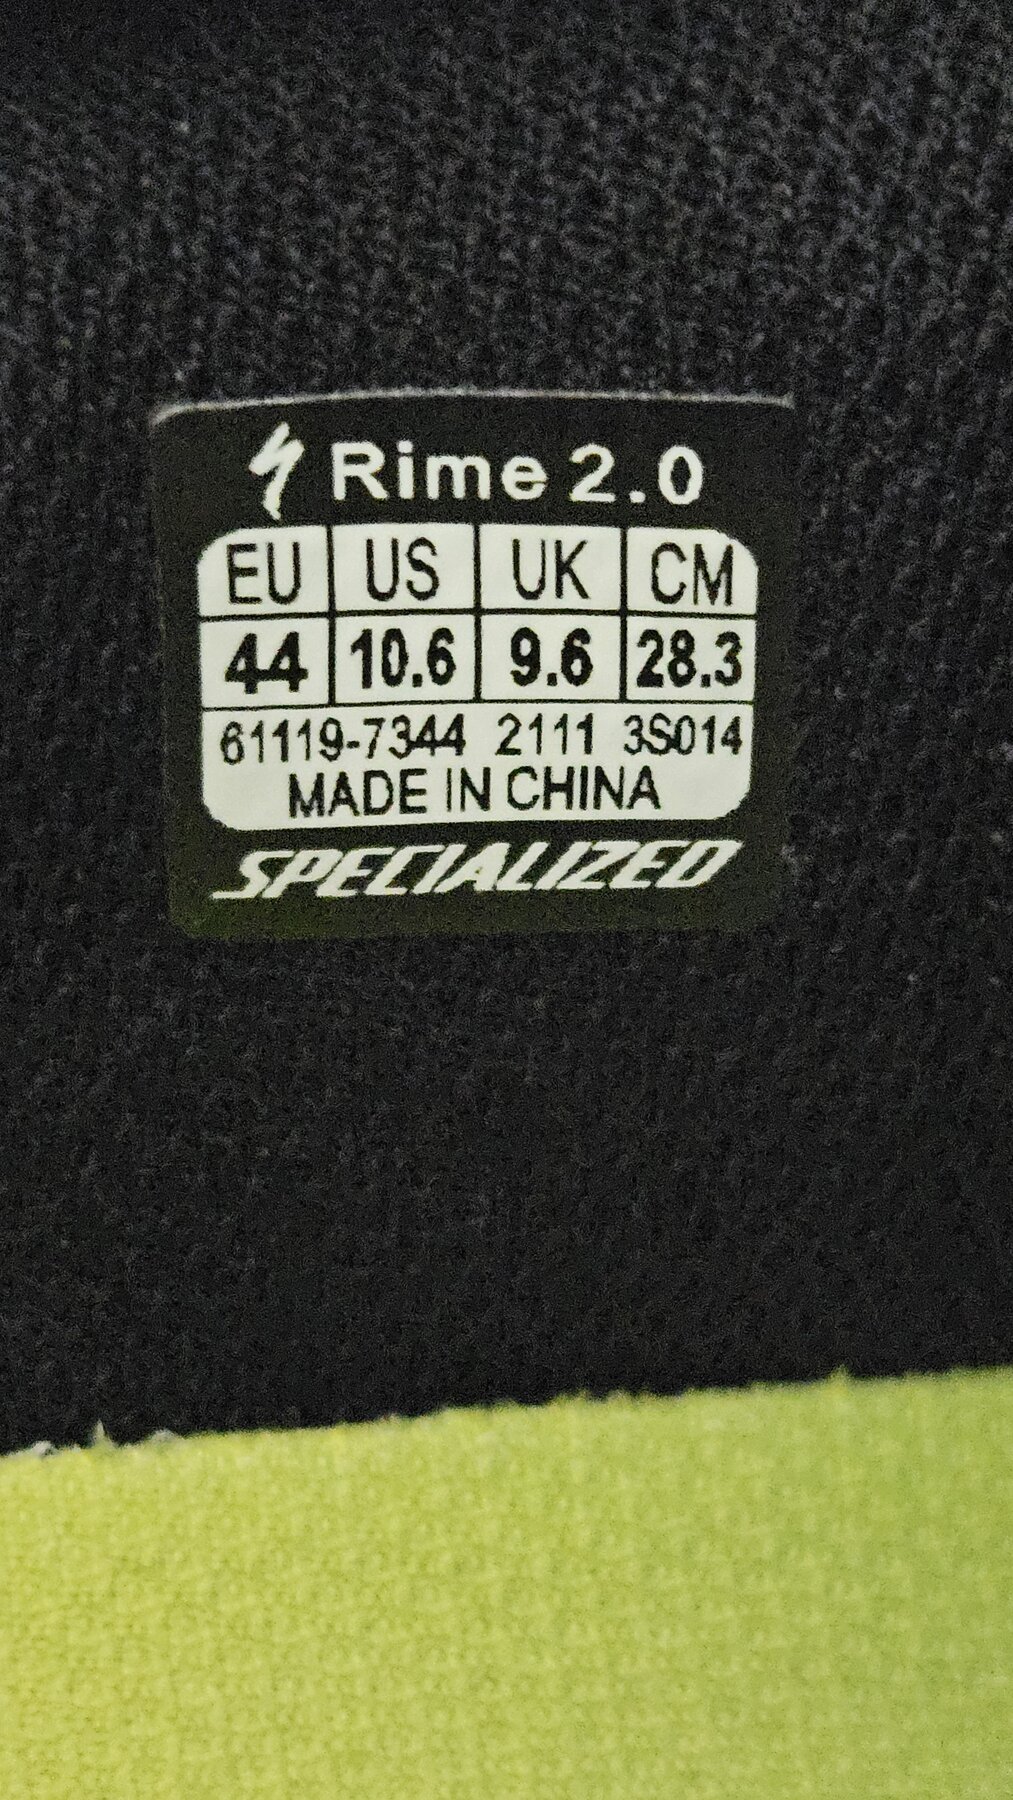 Rime 2.0
EU US UK CM
44 10.6 9.6 28.3
61119-7344 2111 3S014
MADE IN CHINA
SPECIALIZED